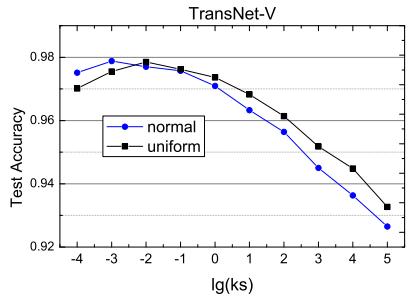 TransNet-V
Test Accuracy
0.98
0.96
0.94
0.92
normal
uniform
-4 -3 -2 -1 0 1 2 3 4 5
lg(ks)